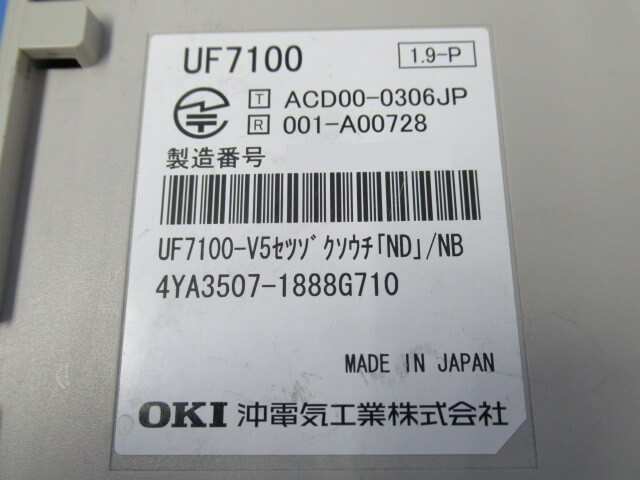 UF7100
1.9-P
T ACD00-0306JP
R 001-A00728
製造番号
UF7100-V5ｾﾂｿﾞｸｿｳﾁ｢ND｣/NB
4YA3507-1888G710
MADE IN JAPAN
OKI 沖電気工業株式会社